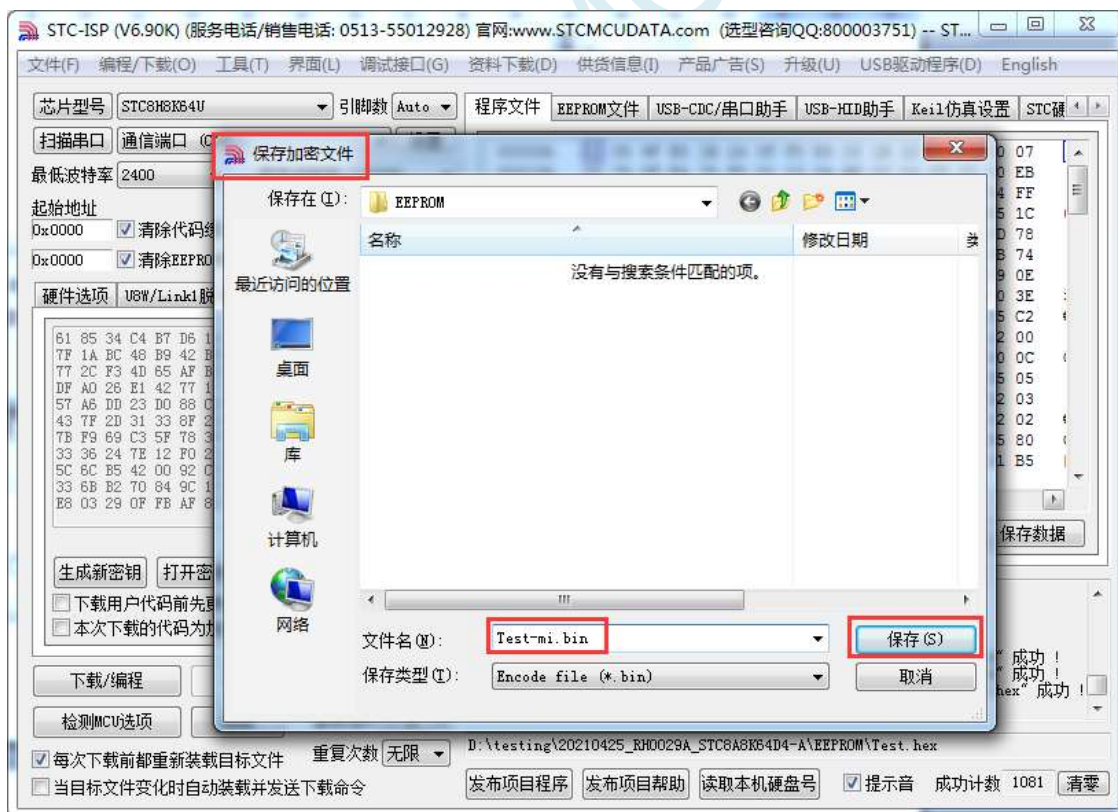 STC-ISP (V6.90K) (服务电话/销售电话: 0513-55012928) 官网:www.STCMCUDATA.com (选型咨询QQ:800003751) -- ST...
文件(F) 编程/下载(O) 工具(T) 界面(L) 调试接口(G) 资料下载(D) 供货信息(I) 产品广告(S) 升级(U) USB驱动程序(D) English
芯片型号 STC8H8K64U 引脚数 Auto 程序文件 EEPROM文件 USB-CDC/串口助手 USB-HID助手 Keil仿真设置 STC硬
扫描串口 通信端口
保存加密文件
07
最低波特率 2400
EB
保存在(I): EEPROM
FF
起始地址
1C
0x0000 清除代码
78
名称 修改日期
74
0x0000 清除EEPRO
没有与搜索条件匹配的项。
0E
最近访问的位置
硬件选项 U8W/Link1脱
3E
C2
61 85 34 C4 B7 D6
00
7F 1A BC 48 B9 42
0C
77 2C F3 4D 65 AF
桌面
05
DF A0 26 E1 42 77
03
57 A6 DD 23 D0 88
02
43 7F 2D 31 33 8F
80
7B F9 69 C3 5F 78
B5
33 36 24 7E 12 F0
库
5C 6C B5 42 00 92
33 6B B2 70 84 9C
E8 03 29 0F FB AF
计算机
保存数据
生成新密钥 打开密
下载用户代码前先
网络
本次下载的代码为
文件名(N): Test-mi.bin 保存(S)
成功 !
保存类型(T): Encode file (*.bin) 取消
成功 !
下载/编程
hex" 成功 !
检测MCU选项
每次下载前都重新装载目标文件 重复次数 无限 D:\testing\20210425_RH0029A_STC8A8K64D4-A\EEPROM\Test.hex
当目标文件变化时自动装载并发送下载命令 发布项目程序 发布项目帮助 读取本机硬盘号 提示音 成功计数 1081 清零